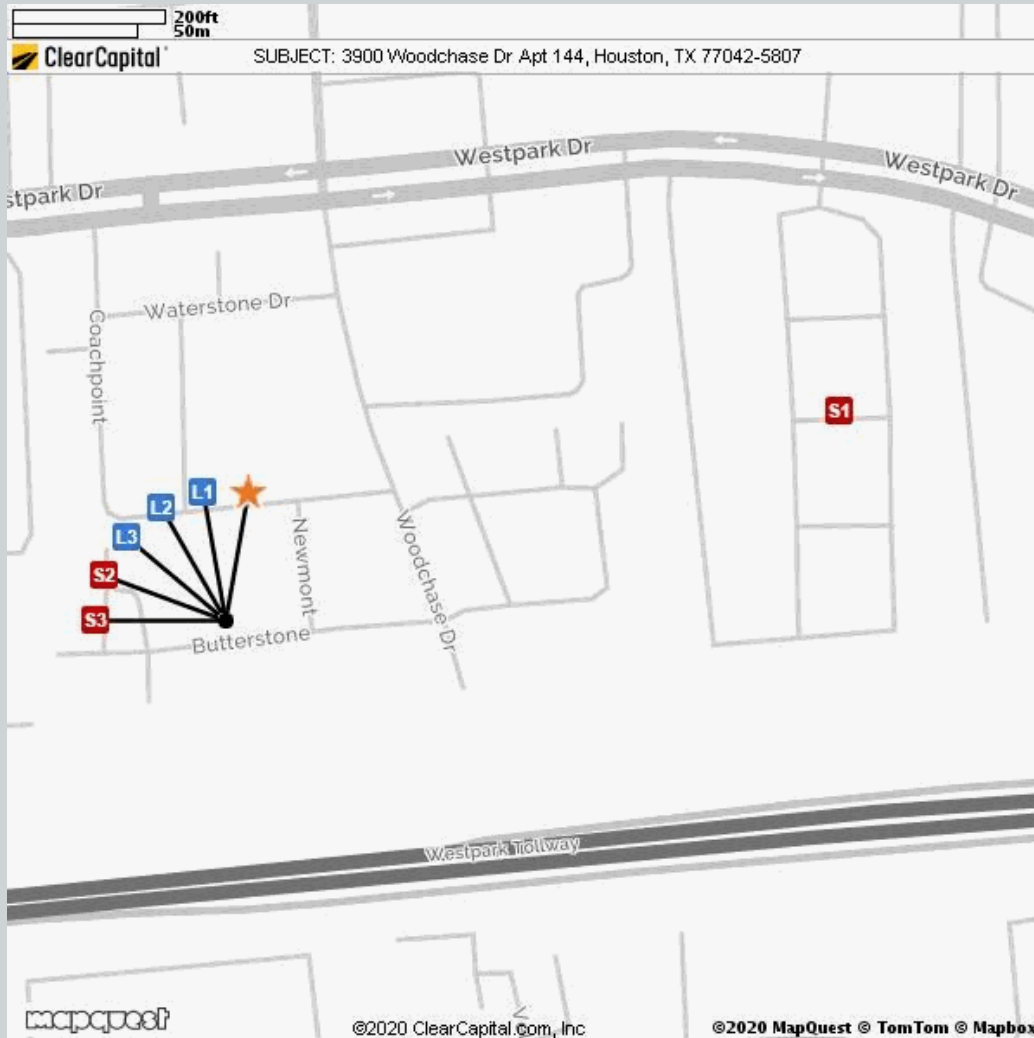 200ft
50m
ClearCapital
SUBJECT: 3900 Woodchase Dr Apt 144, Houston, TX 77042-5807
Westpark Dr
Westpark Dr
stpark Dr
Waterstone Dr
Coachpoint
S1
L1
L2
L3
Newmont
Woodchase Dr
S2
S3
Butterstone
Westpark Tollway
mapquest
©2020 ClearCapital.com, Inc
©2020 MapQuest © TomTom © Mapbox